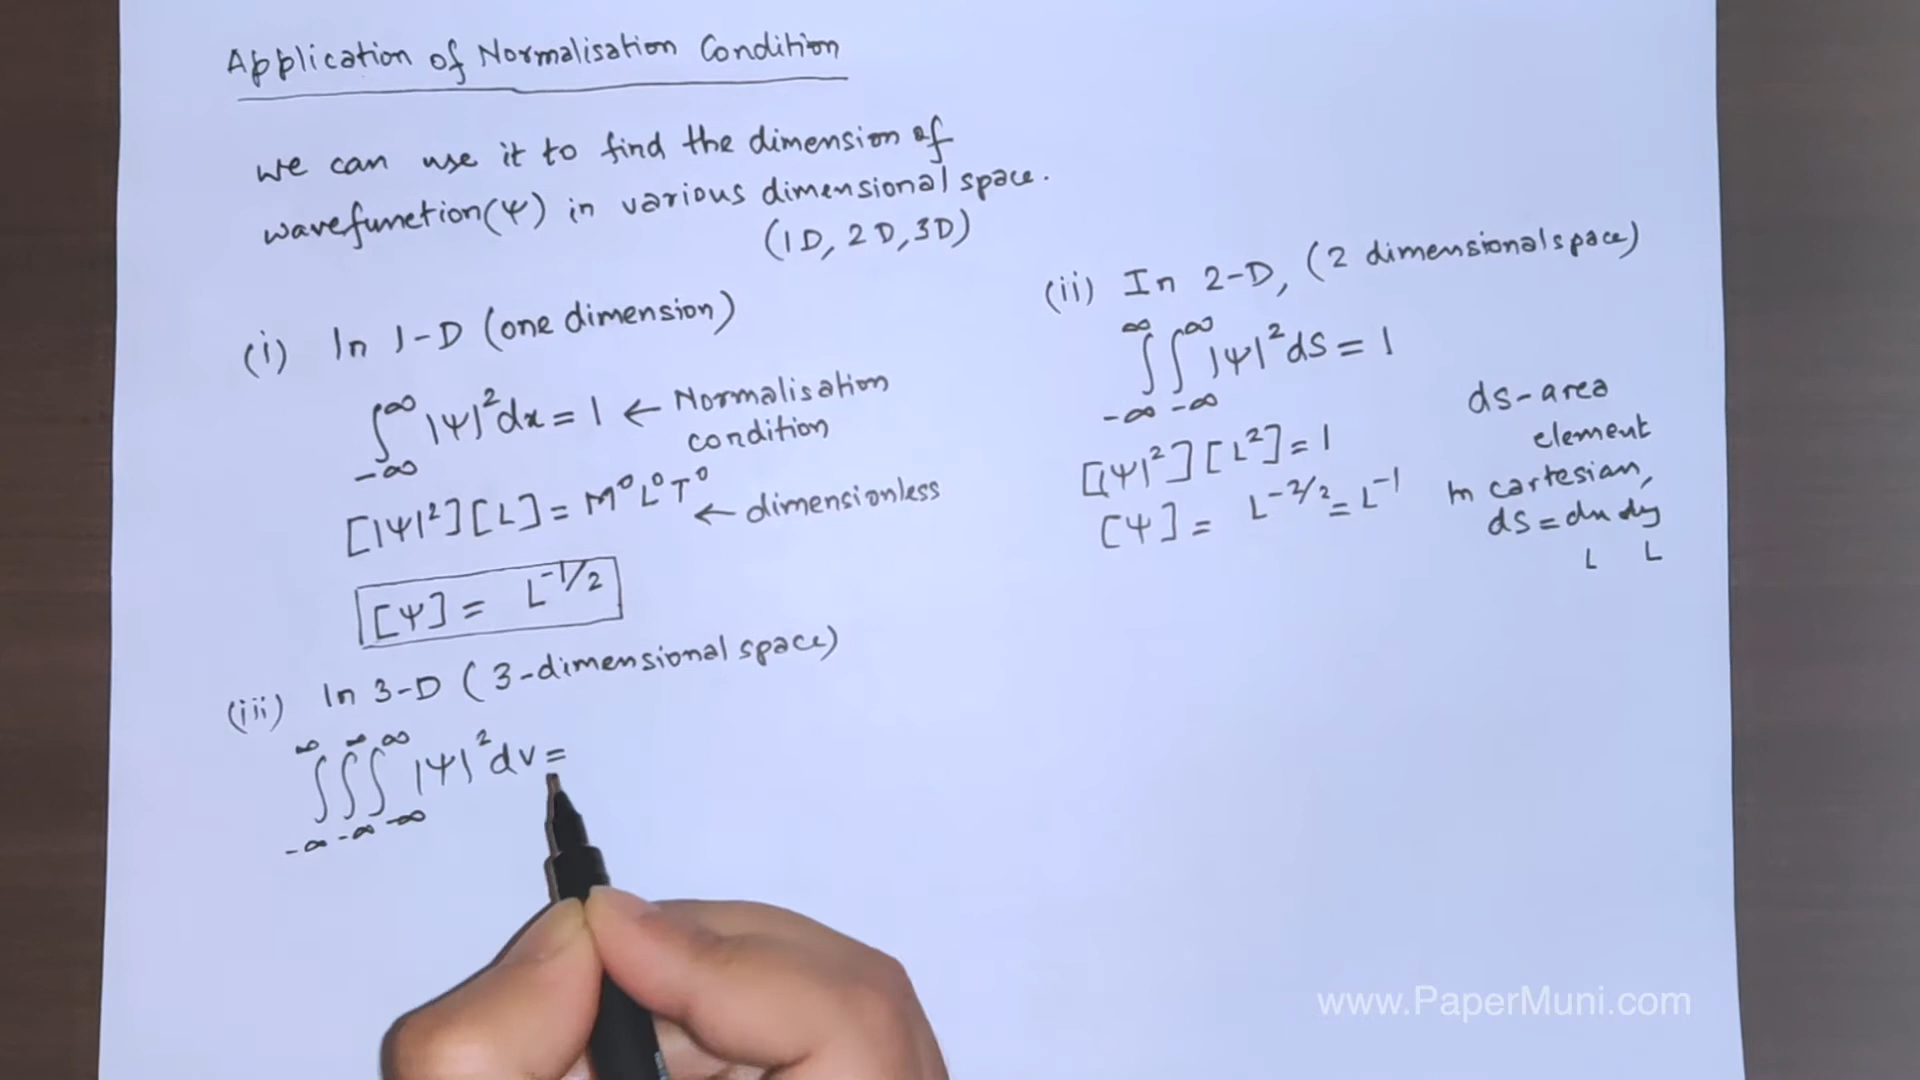 Application of Normalisation Condition
we can use it to find the dimension of
wavefunction(Ψ) in various dimensional space.
(1D, 2D, 3D)
(i) In 1-D (one dimension)
∫_{-∞}^{∞} |Ψ|²dx = 1 ← Normalisation
condition
[|Ψ|²][L] = M⁰L⁰T⁰
← dimensionless
[Ψ] = L^{-1/2}
(ii) In 2-D, (2 dimensional space)
∫_{-∞}^{∞}∫_{-∞}^{∞} |Ψ|²dS = 1
[|Ψ|²][L²] = 1
[Ψ] = L^{-2/2} = L^{-1}
ds-area
element
In cartesian,
dS = dx dy
L L
(iii) In 3-D (3-dimensional space)
∫_{-∞}^{∞}∫_{-∞}^{∞}∫_{-∞}^{∞} |Ψ|²dv =
www.PaperMuni.com